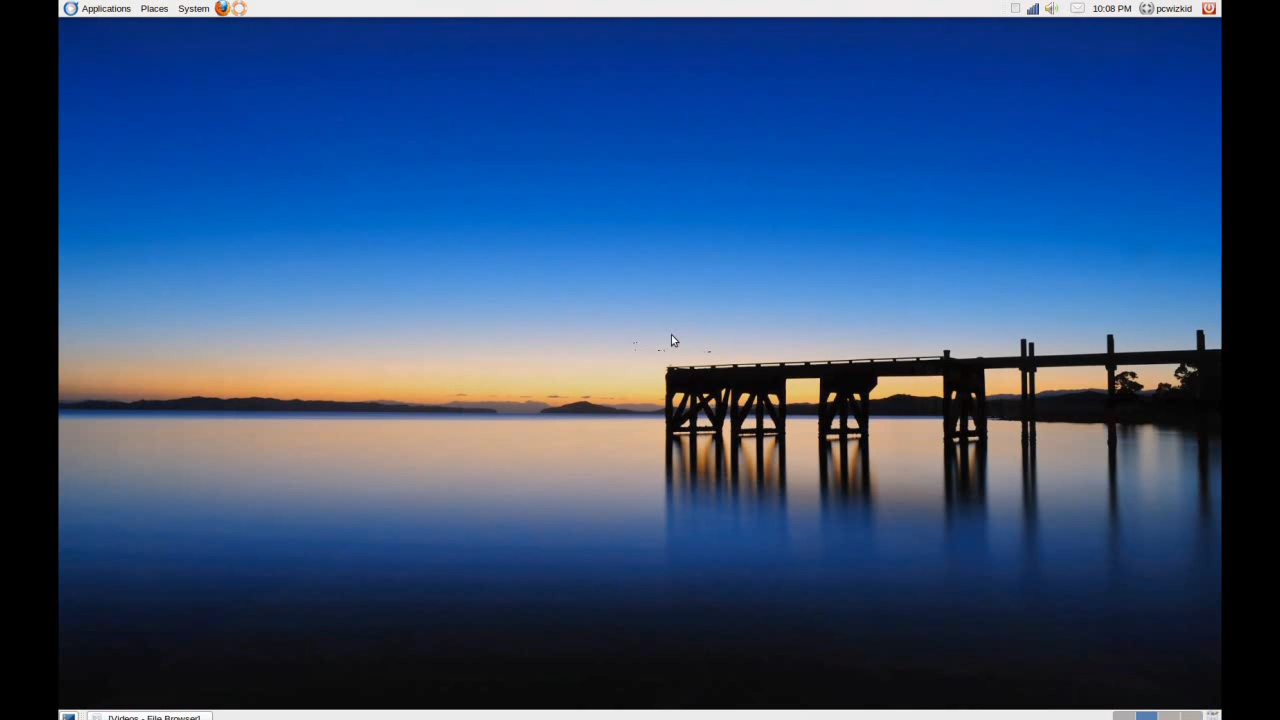 Applications Places System 10:08 PM pcwizkid
[Videos - File Browser]